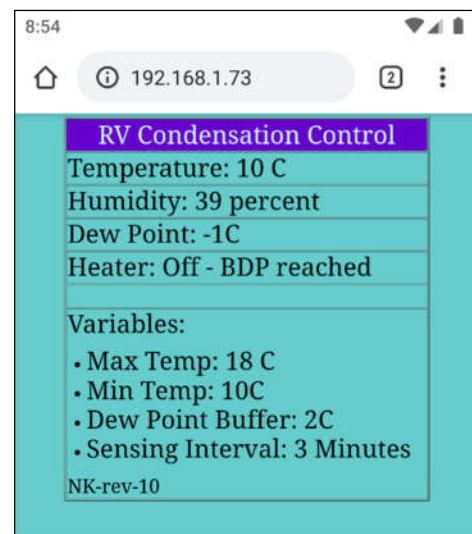 8:54
192.168.1.73
2
RV Condensation Control
Temperature: 10 C
Humidity: 39 percent
Dew Point: -1C
Heater: Off - BDP reached
Variables:
• Max Temp: 18 C
• Min Temp: 10C
• Dew Point Buffer: 2C
• Sensing Interval: 3 Minutes
NK-rev-10